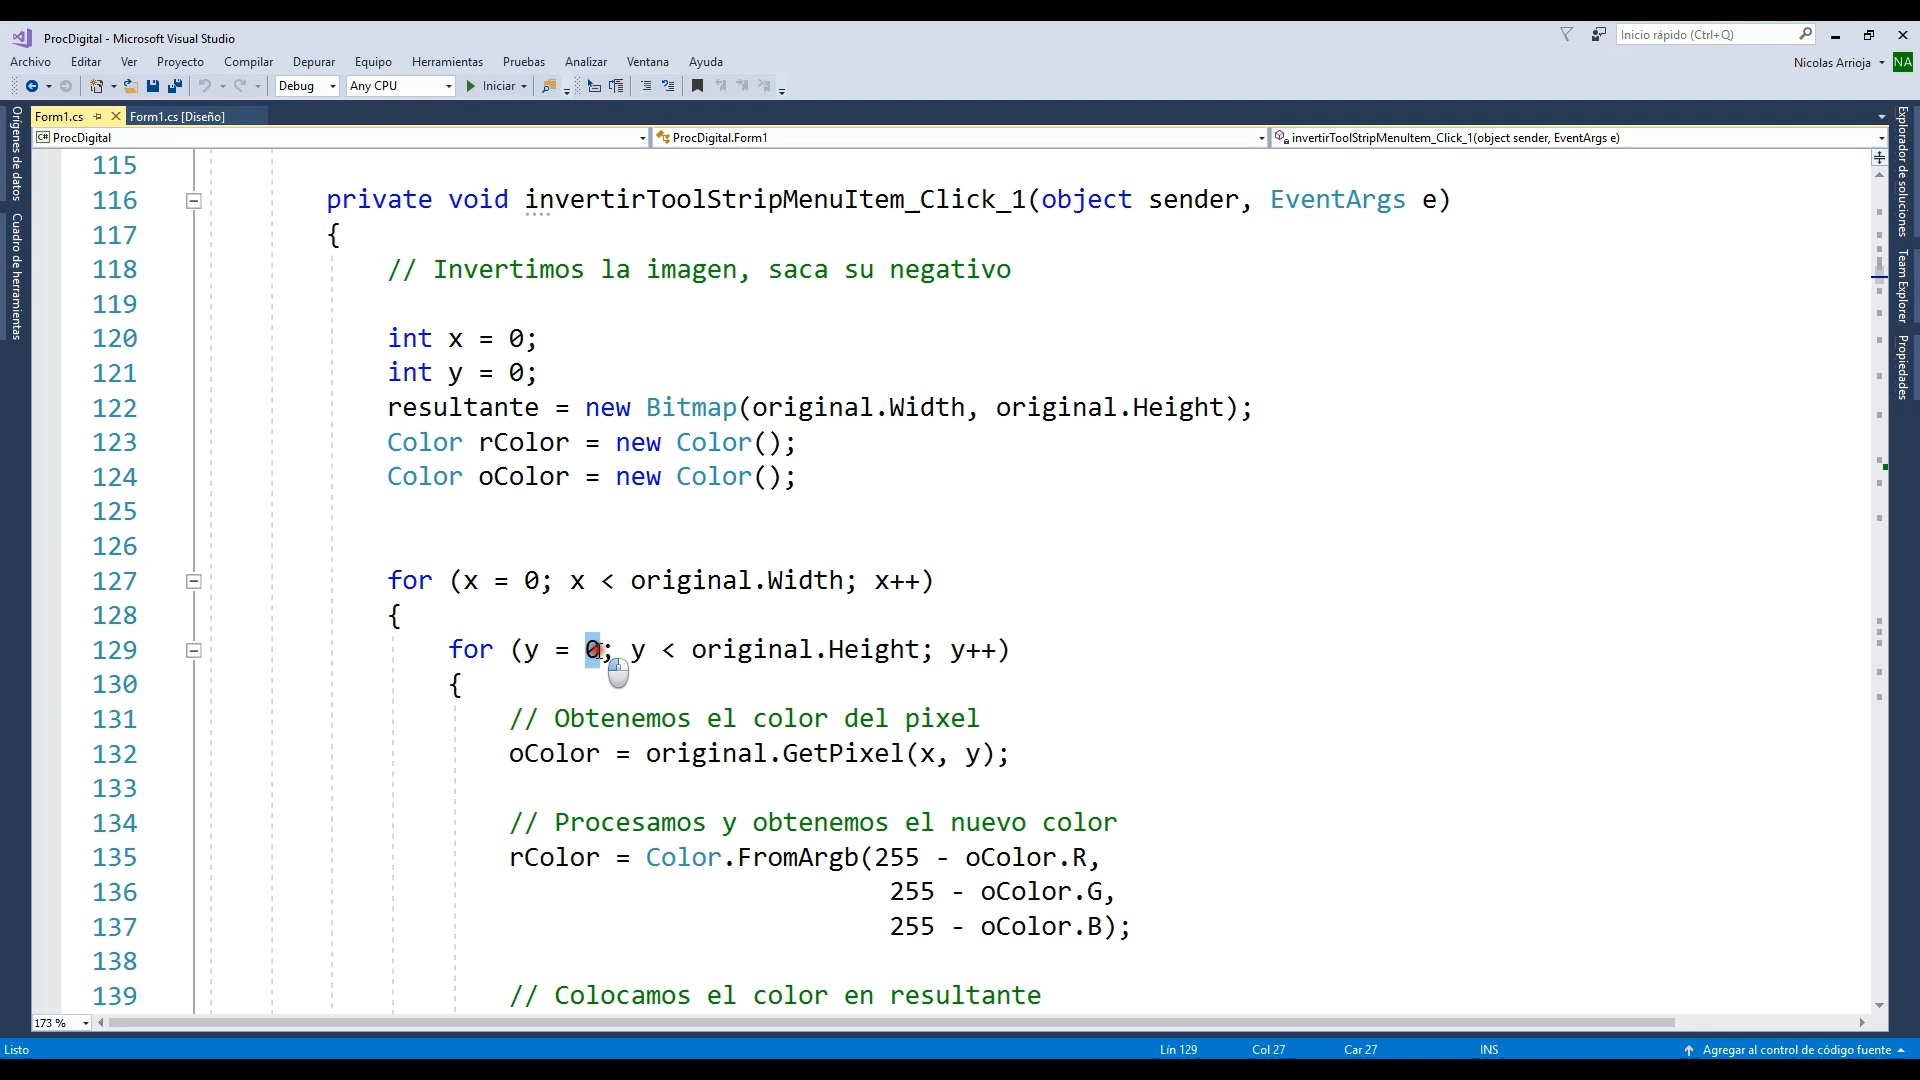 ProcDigital - Microsoft Visual Studio
Inicio rápido (Ctrl+Q)
Archivo Editar Ver Proyecto Compilar Depurar Equipo Herramientas Pruebas Analizar Ventana Ayuda
Nicolas Arrioja NA
Debug Any CPU Iniciar
Form1.cs Form1.cs [Diseño]
ProcDigital ProcDigital.Form1 invertirToolStripMenuItem_Click_1(object sender, EventArgs e)
Orígenes de datos
Cuadro de herramientas
Explorador de soluciones
Team Explorer
Propiedades
115
116 private void invertirToolStripMenuItem_Click_1(object sender, EventArgs e)
117 {
118 // Invertimos la imagen, saca su negativo
119
120 int x = 0;
121 int y = 0;
122 resultante = new Bitmap(original.Width, original.Height);
123 Color rColor = new Color();
124 Color oColor = new Color();
125
126
127 for (x = 0; x < original.Width; x++)
128 {
129 for (y = 0; y < original.Height; y++)
130 {
131 // Obtenemos el color del pixel
132 oColor = original.GetPixel(x, y);
133
134 // Procesamos y obtenemos el nuevo color
135 rColor = Color.FromArgb(255 - oColor.R,
136 255 - oColor.G,
137 255 - oColor.B);
138
139 // Colocamos el color en resultante
173 %
Listo Lín 129 Col 27 Car 27 INS Agregar al control de código fuente